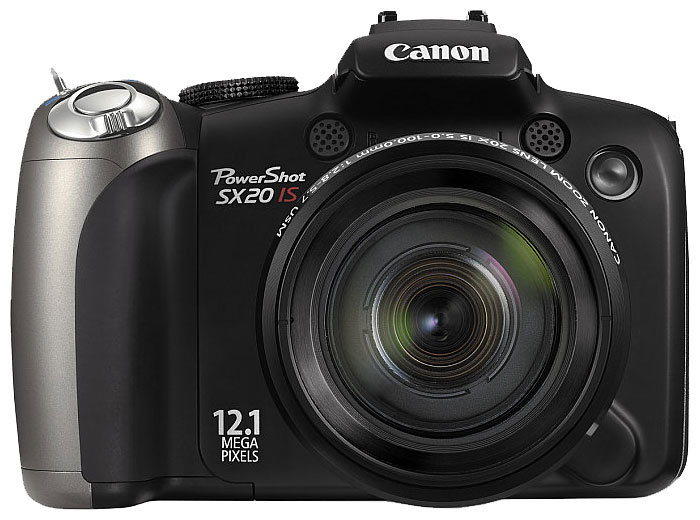 Canon
R L
PowerShot
SX20 IS
CANON ZOOM LENS 20x IS 5.0-100.0mm 1:2.8-5.7 USM
12.1
MEGA
PIXELS